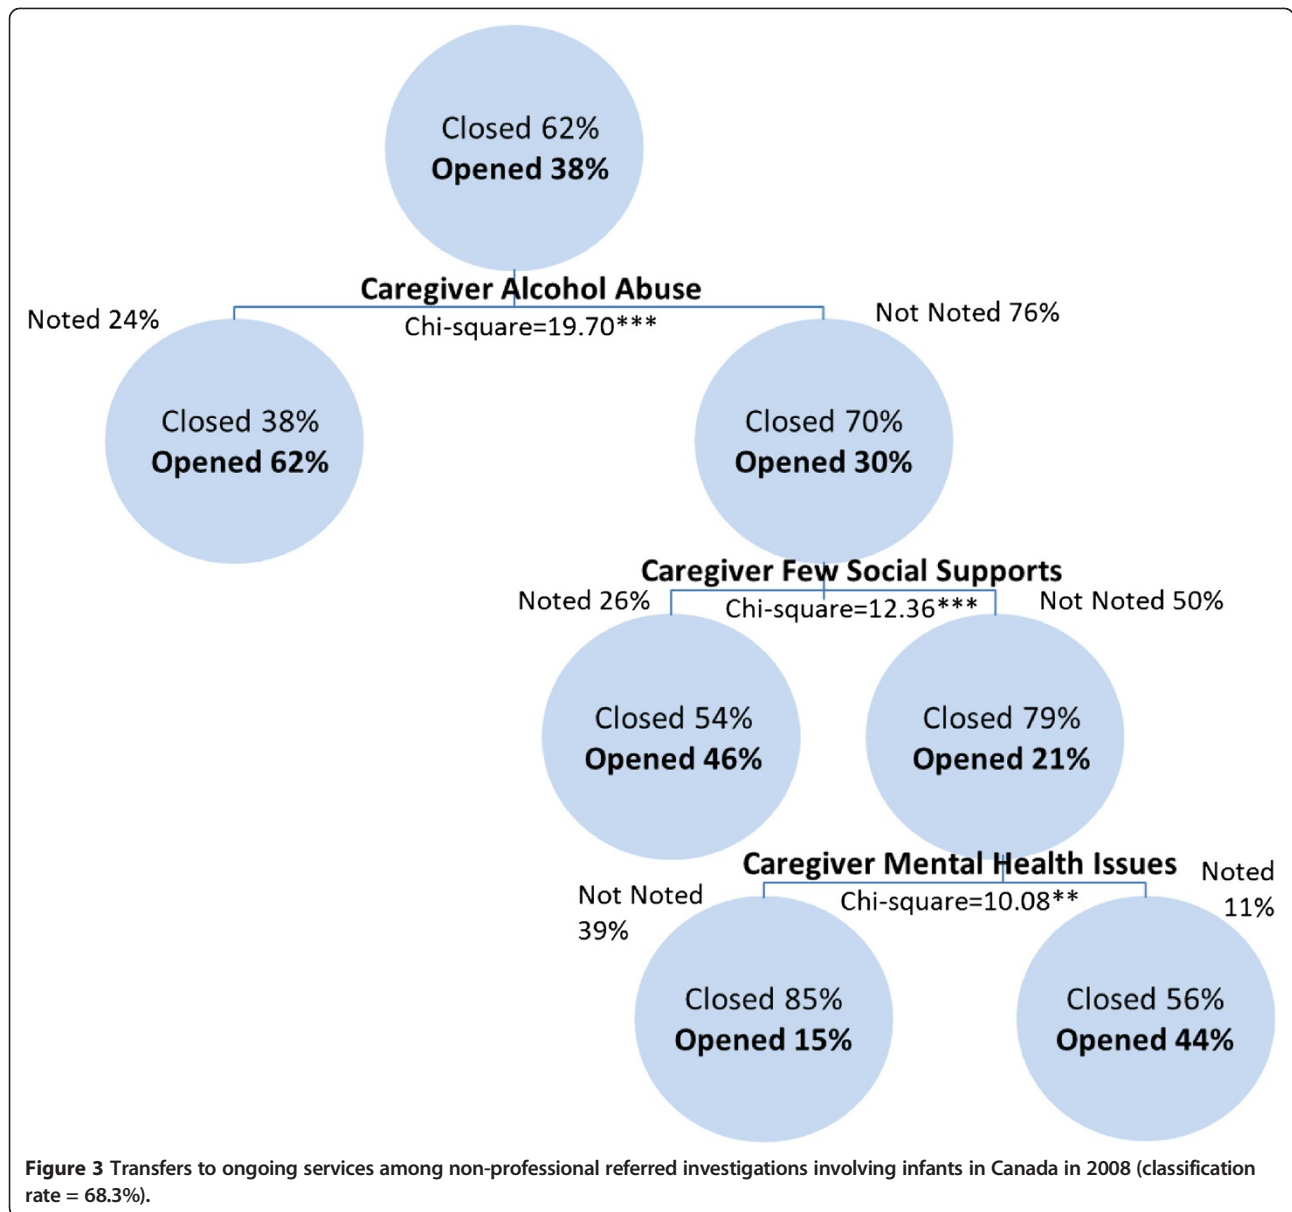 Closed 62%
Opened 38%
Caregiver Alcohol Abuse
Noted 24%
Chi-square=19.70***
Not Noted 76%
Closed 38%
Opened 62%
Closed 70%
Opened 30%
Caregiver Few Social Supports
Noted 26%
Chi-square=12.36***
Not Noted 50%
Closed 54%
Opened 46%
Closed 79%
Opened 21%
Caregiver Mental Health Issues
Not Noted
39%
Chi-square=10.08**
Noted
11%
Closed 85%
Opened 15%
Closed 56%
Opened 44%
Figure 3 Transfers to ongoing services among non-professional referred investigations involving infants in Canada in 2008 (classification
rate = 68.3%).